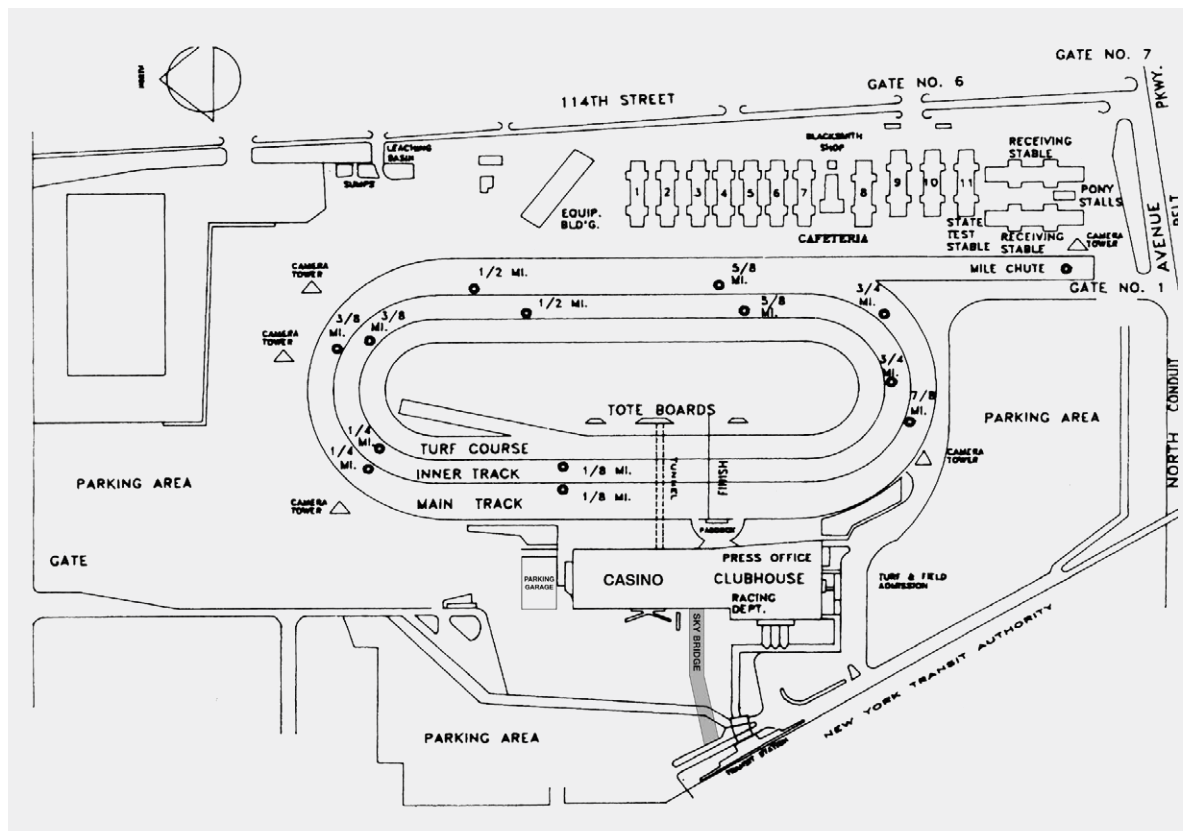 GATE NO. 7
PKWY.
GATE NO. 6
114TH STREET
NORTH
BLACKSMITH
SHOP
LEACHING
BASIN
SUMPS
RECEIVING
STABLE
1
2
3
4
5
6
7
8
9
10
11
PONY
STALLS
EQUIP.
BLD'G.
CAFETERIA
STATE
TEST
STABLE
RECEIVING
STABLE
CAMERA
TOWER
AVENUE
BELT
MILE CHUTE
GATE NO. 1
CAMERA
TOWER
1/2 MI.
5/8
MI.
3/4
MI.
1/2 MI.
5/8
MI.
3/8
MI.
3/8
MI.
CAMERA
TOWER
3/4
MI.
7/8
MI.
TOTE BOARDS
PARKING AREA
NORTH CONDUIT
1/4
MI.
1/4
MI.
TURF COURSE
INNER TRACK
MAIN TRACK
1/8 MI.
1/8 MI.
TUNNEL
FINISH
CAMERA
TOWER
PARKING AREA
CAMERA
TOWER
PADDOCK
GATE
PRESS OFFICE
PARKING
GARAGE
CASINO
CLUBHOUSE
RACING
DEPT.
TURF & FIELD
ADMISSION
SKY BRIDGE
NEW YORK TRANSIT AUTHORITY
PARKING AREA
TRANSIT STATION